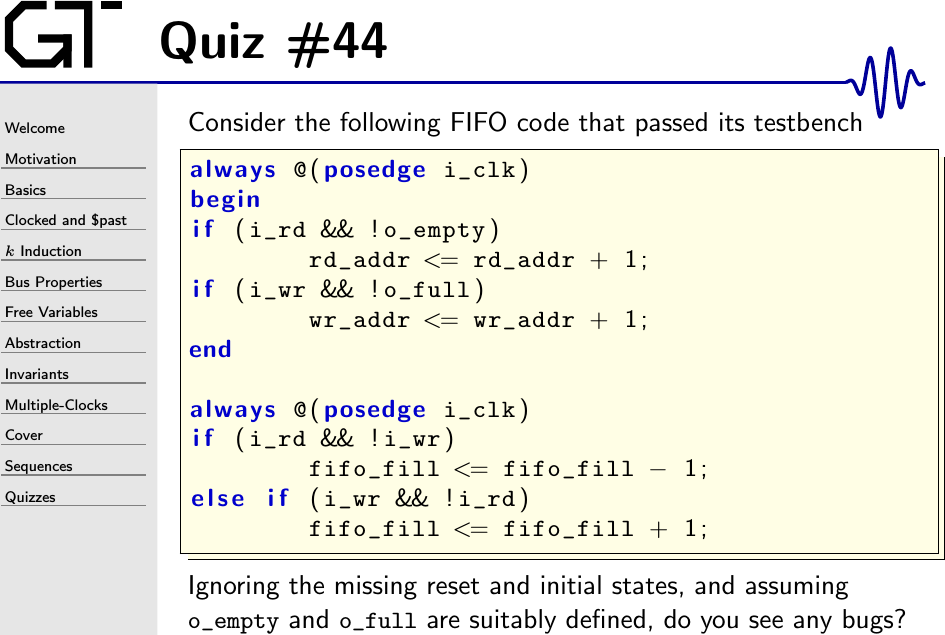 GT
Quiz #44
Welcome
Motivation
Basics
Clocked and $past
k Induction
Bus Properties
Free Variables
Abstraction
Invariants
Multiple-Clocks
Cover
Sequences
Quizzes
Consider the following FIFO code that passed its testbench
always @(posedge i_clk)
begin
if (i_rd && !o_empty)
rd_addr <= rd_addr + 1;
if (i_wr && !o_full)
wr_addr <= wr_addr + 1;
end
always @(posedge i_clk)
if (i_rd && !i_wr)
fifo_fill <= fifo_fill − 1;
else if (i_wr && !i_rd)
fifo_fill <= fifo_fill + 1;
Ignoring the missing reset and initial states, and assuming
o_empty and o_full are suitably defined, do you see any bugs?